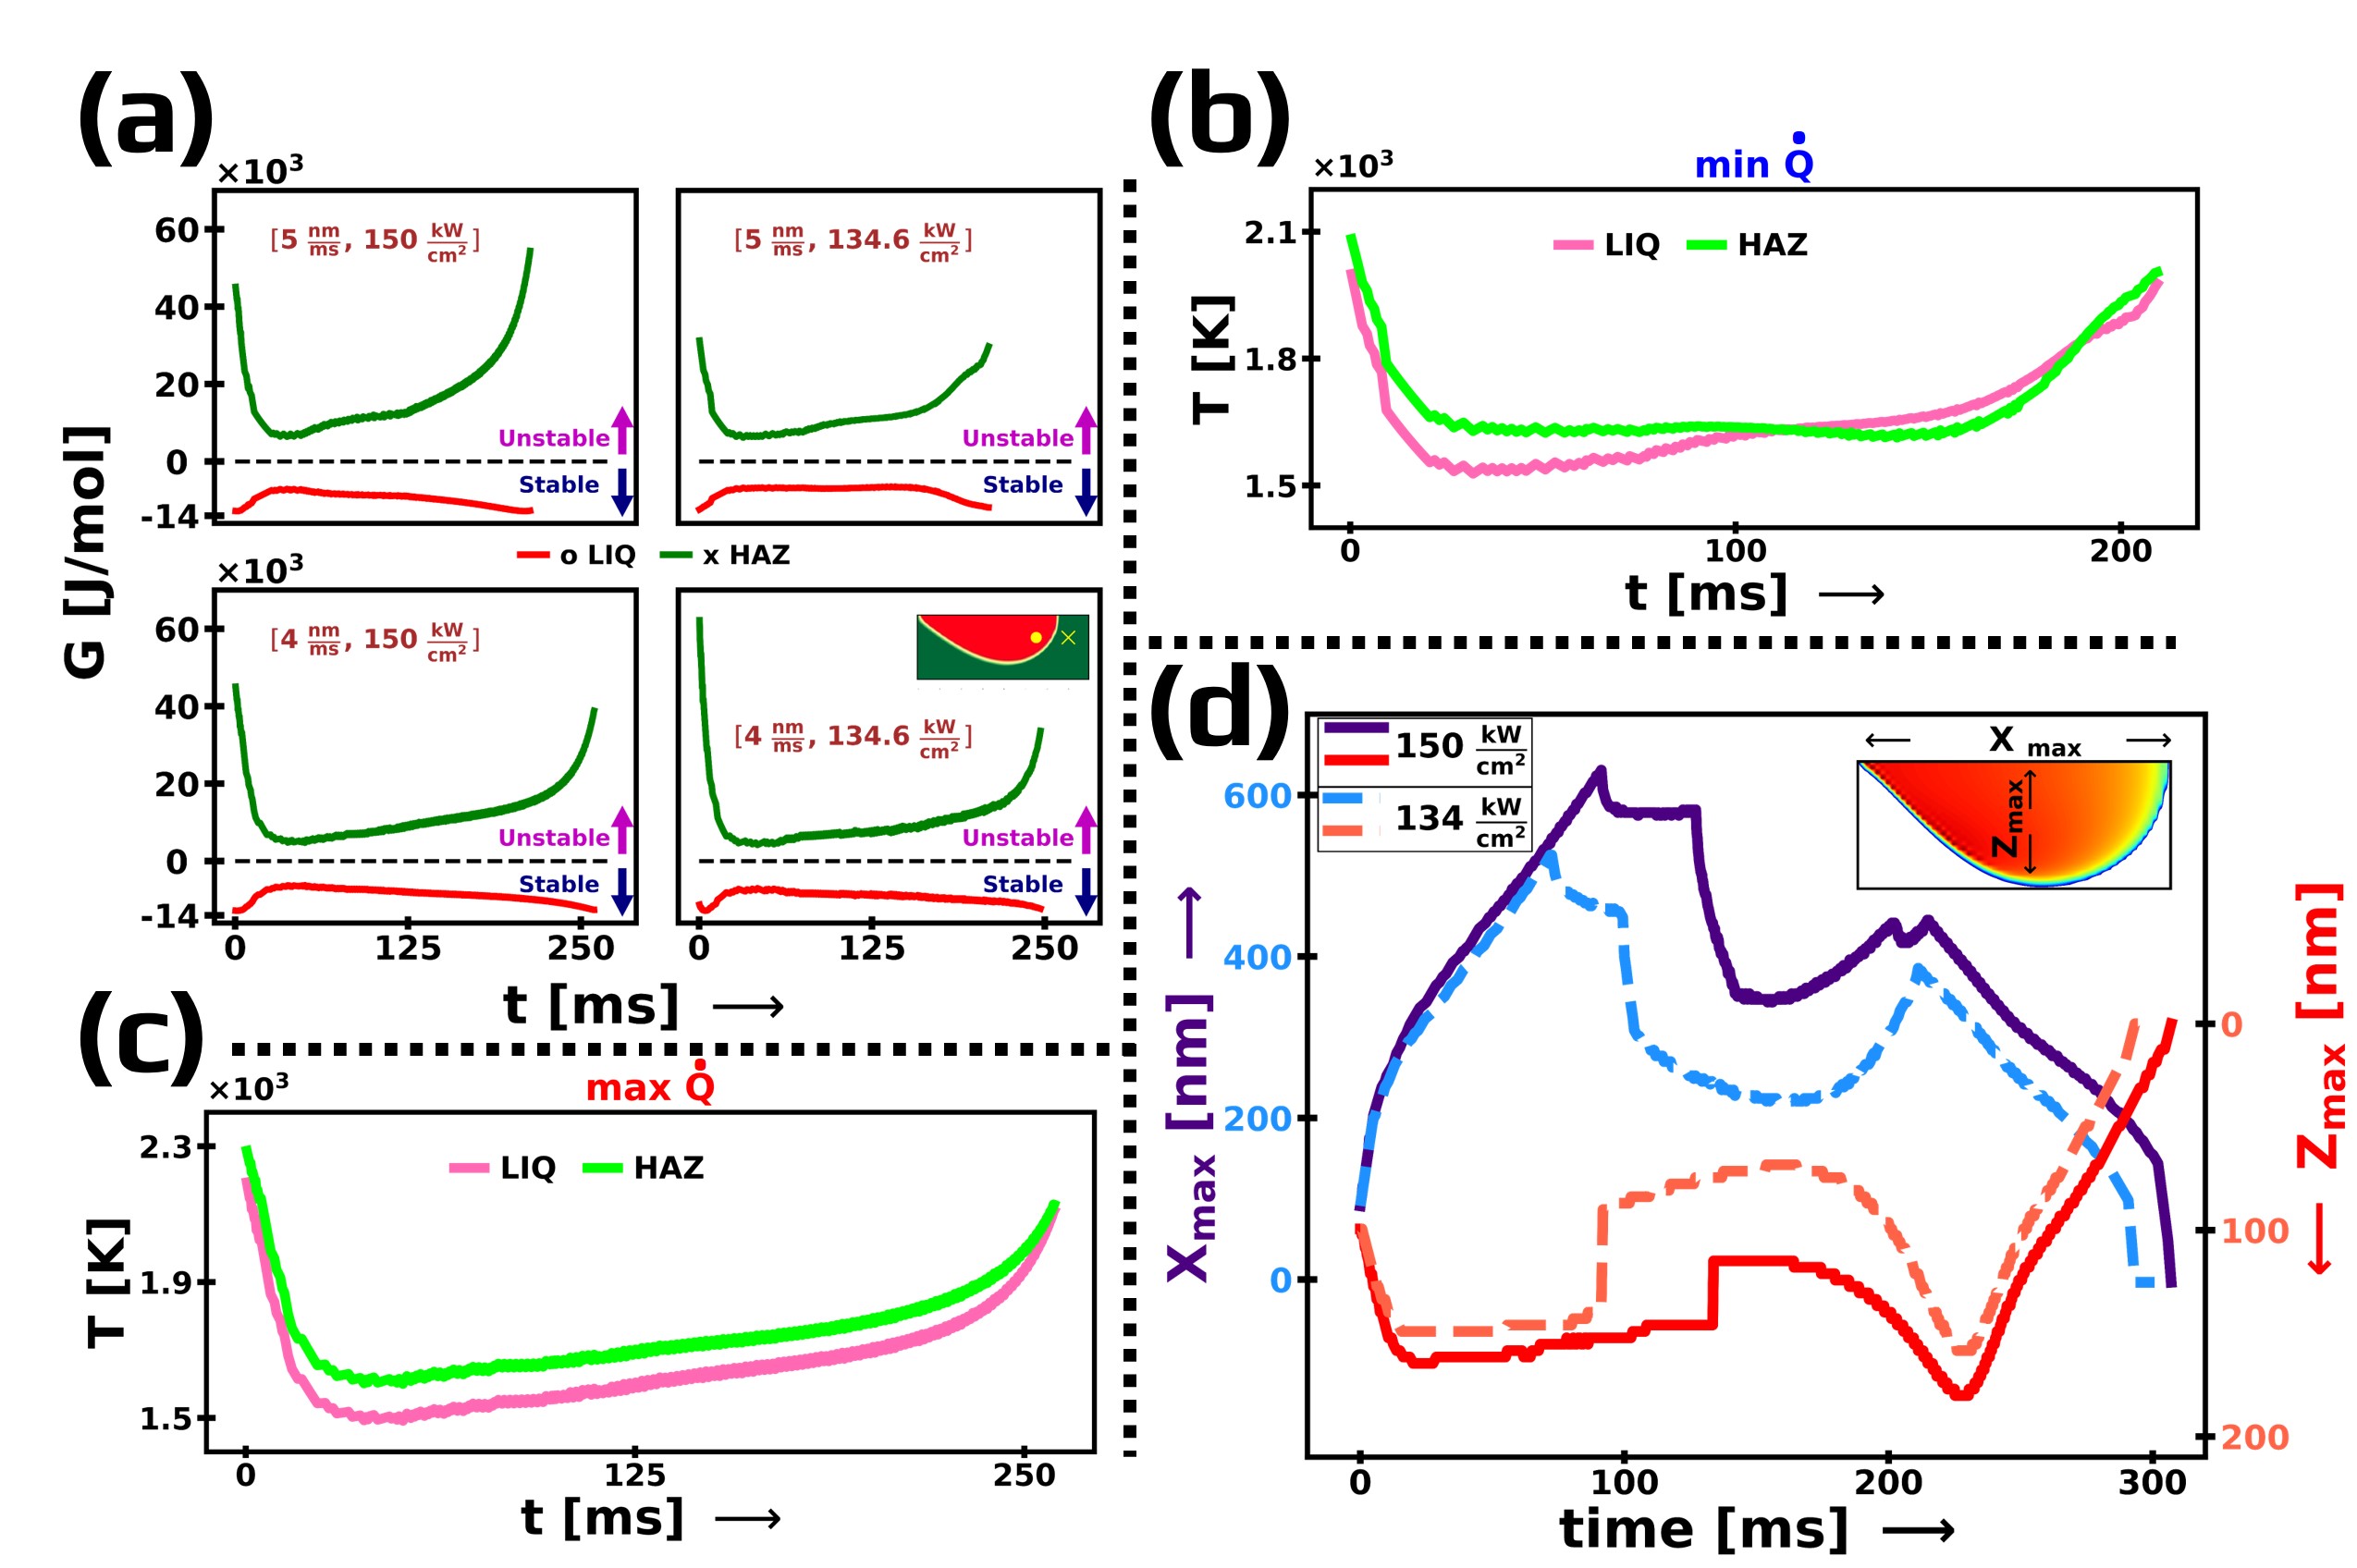 (a)
×10³
60
40
20
0
-14
[5 nm/ms, 150 kW/cm²]
Unstable
Stable
[5 nm/ms, 134.6 kW/cm²]
Unstable
Stable
o LIQ x HAZ
G [J/mol]
×10³
60
40
20
0
-14
[4 nm/ms, 150 kW/cm²]
Unstable
Stable
0 125 250
[4 nm/ms, 134.6 kW/cm²]
Unstable
Stable
0 125 250
t [ms] ⟶
(b)
×10³
min Q̇
LIQ HAZ
T [K]
2.1
1.8
1.5
0 100 200
t [ms] ⟶
(c)
×10³
max Q̇
LIQ HAZ
T [K]
2.3
1.9
1.5
0 125 250
t [ms] ⟶
(d)
150 kW/cm²
134 kW/cm²
← X max →
← Zmax →
Xmax [nm] ⟶
600
400
200
0
⟵ Zmax [nm]
0
100
200
0 100 200 300
time [ms] ⟶